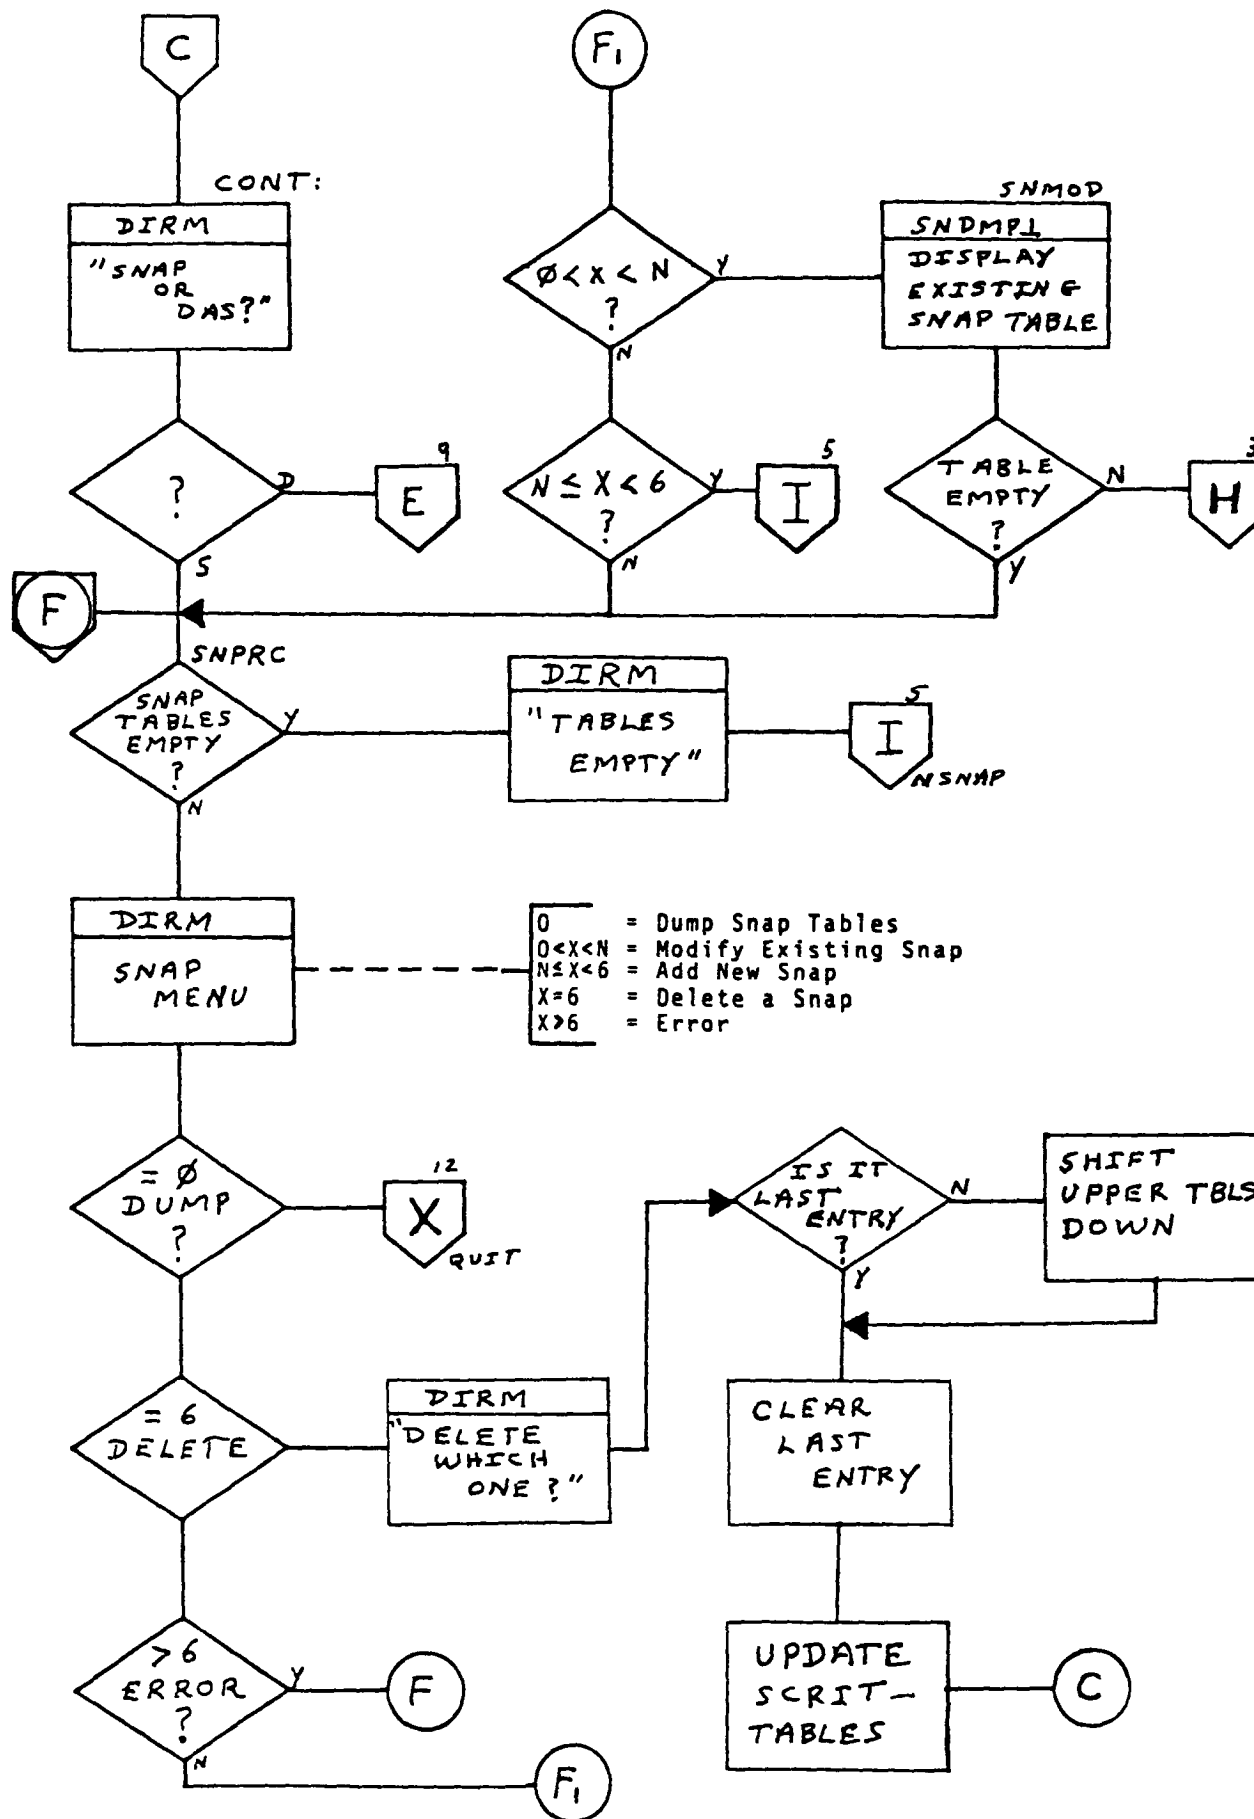 C
CONT:
DIRM
"SNAP
OR
DAS?"
?
D
S
9
E
F
F1
Ø<X<N
?
Y
N
SNMOD
SNDMP1
DISPLAY
EXISTING
SNAP TABLE
N≤X<6
?
Y
N
5
I
TABLE
EMPTY
?
N
Y
3
H
SNPRC
SNAP
TABLES
EMPTY
?
Y
N
DIRM
"TABLES
EMPTY"
5
I
NSNAP
DIRM
SNAP
MENU
0 = Dump Snap Tables
0<X<N = Modify Existing Snap
N≤X<6 = Add New Snap
X=6 = Delete a Snap
X>6 = Error
= Ø
DUMP
?
12
X
QUIT
= 6
DELETE
DIRM
"DELETE
WHICH
ONE?"
IS IT
LAST
ENTRY
?
N
Y
SHIFT
UPPER TBLS
DOWN
CLEAR
LAST
ENTRY
UPDATE
SCRIT-
TABLES
C
> 6
ERROR
?
Y
N
F
F1